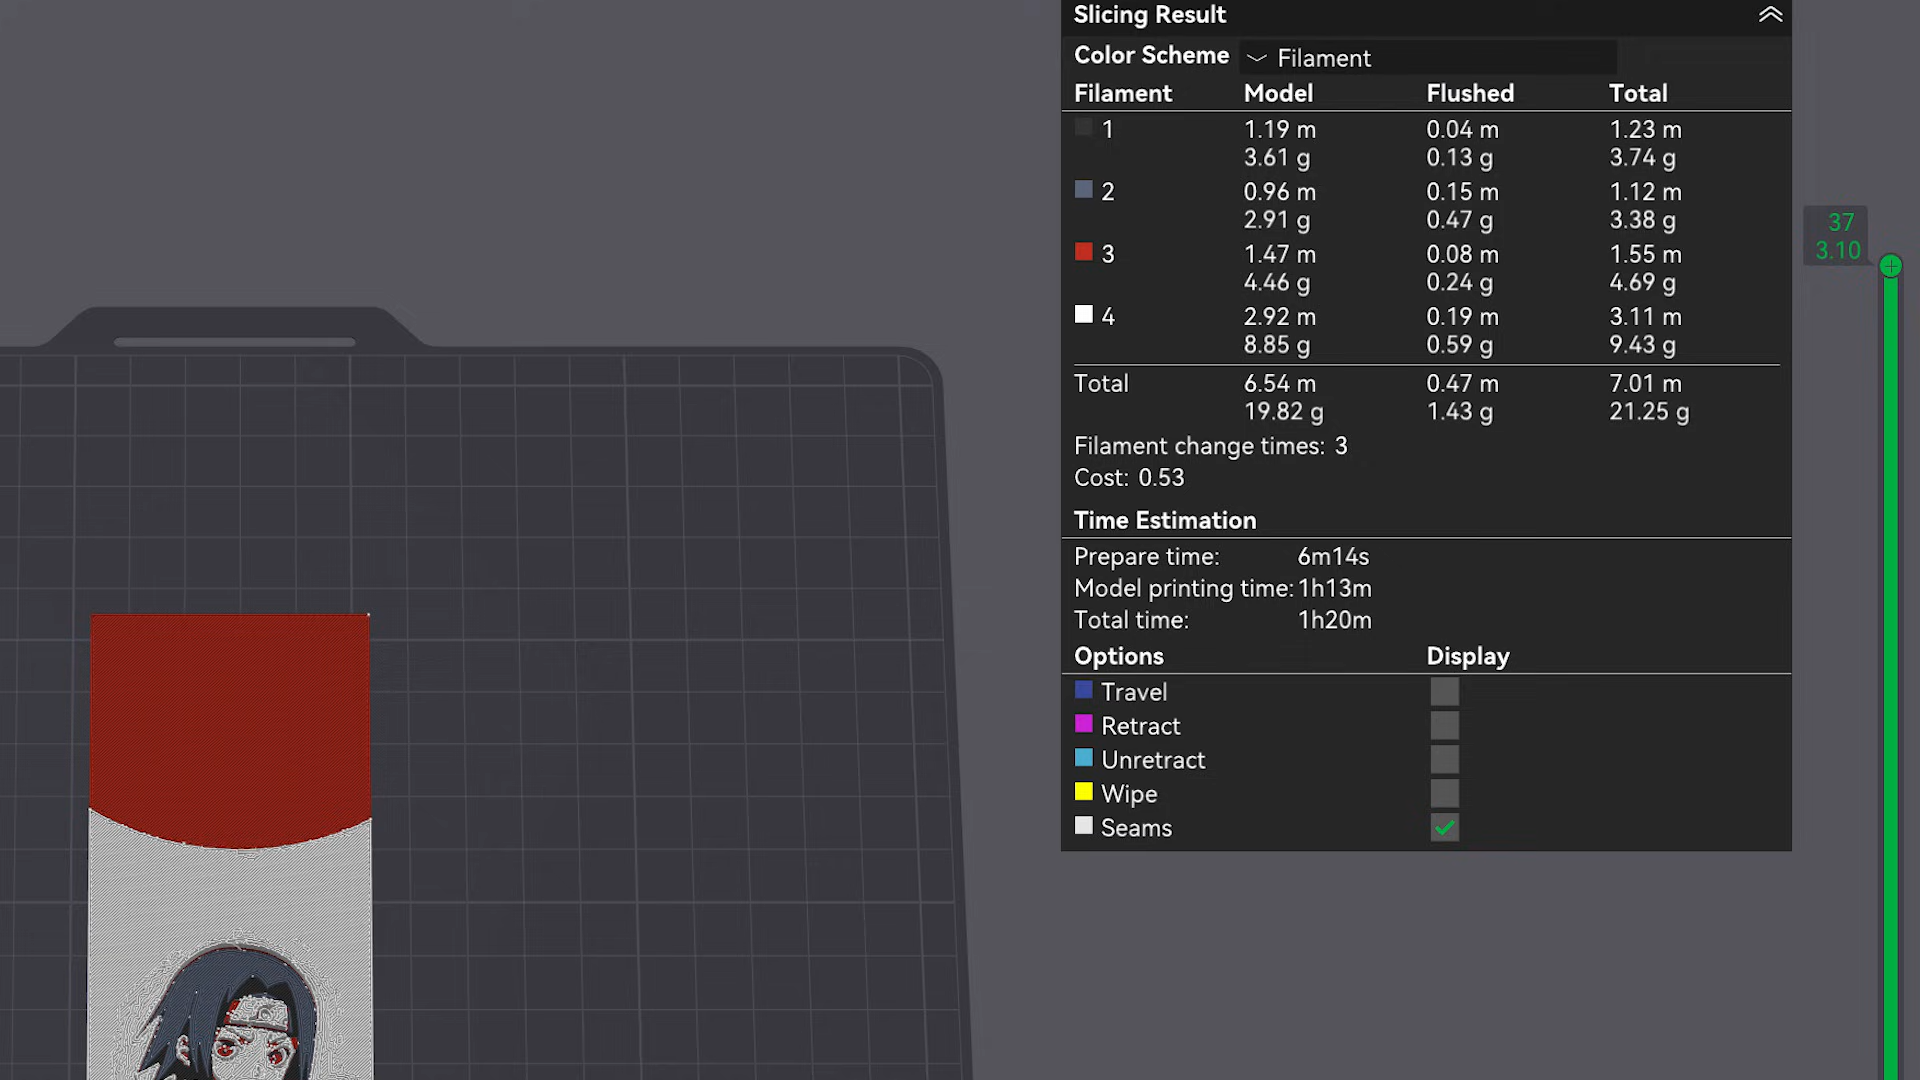 Slicing Result
Color Scheme Filament
Filament Model Flushed Total
1 1.19 m 0.04 m 1.23 m
3.61 g 0.13 g 3.74 g
2 0.96 m 0.15 m 1.12 m
2.91 g 0.47 g 3.38 g
3 1.47 m 0.08 m 1.55 m
4.46 g 0.24 g 4.69 g
4 2.92 m 0.19 m 3.11 m
8.85 g 0.59 g 9.43 g
Total 6.54 m 0.47 m 7.01 m
19.82 g 1.43 g 21.25 g
Filament change times: 3
Cost: 0.53
Time Estimation
Prepare time: 6m14s
Model printing time: 1h13m
Total time: 1h20m
Options Display
Travel
Retract
Unretract
Wipe
Seams
37
3.10